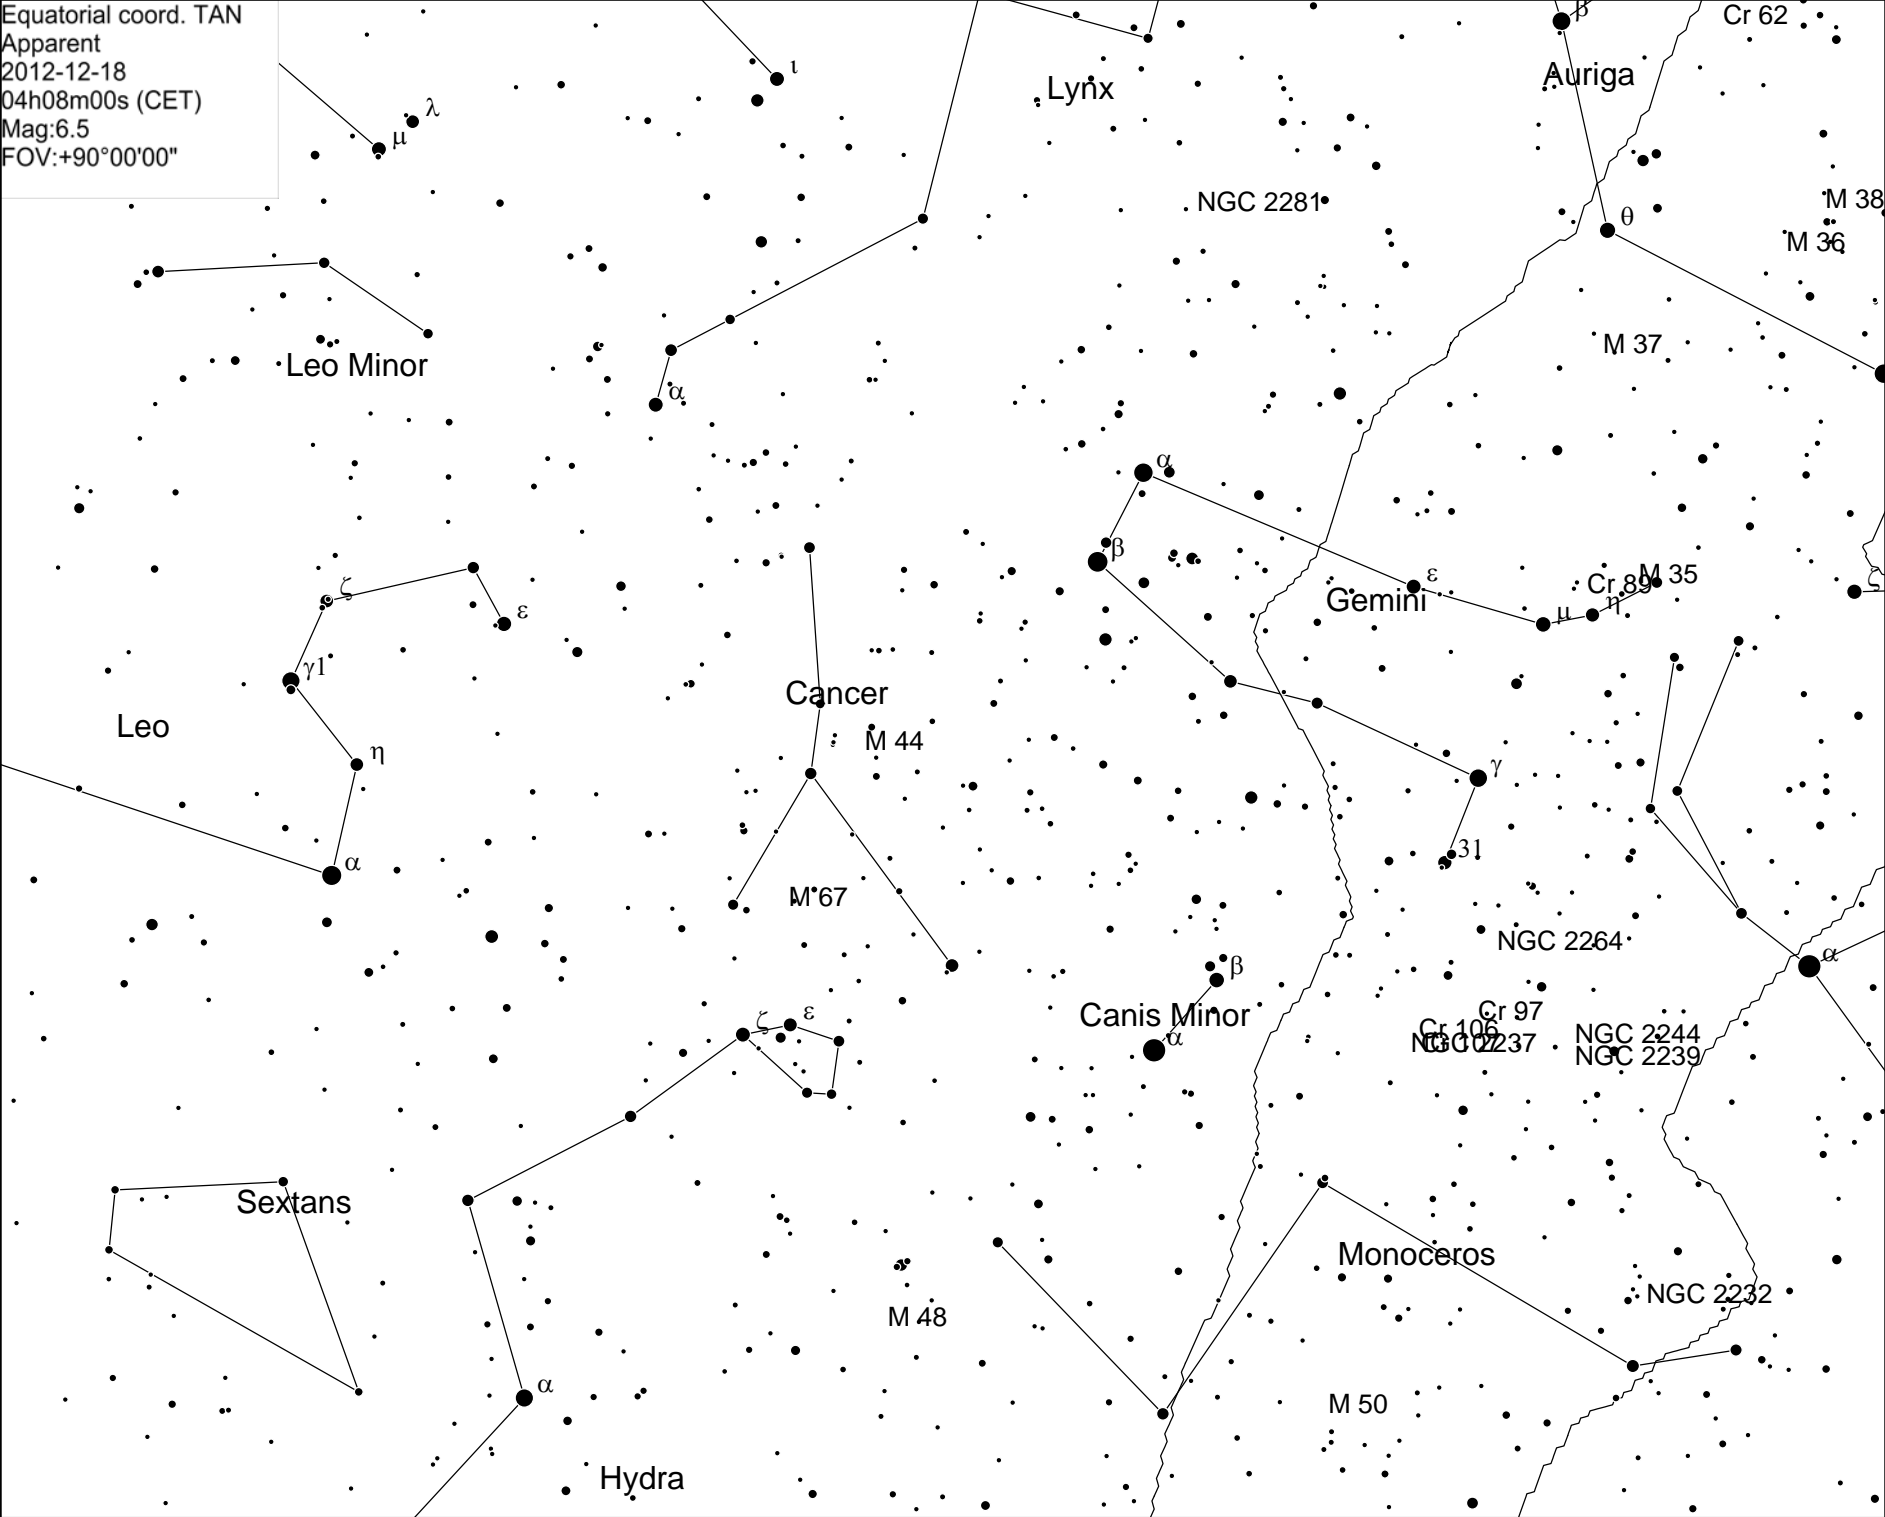 Equatorial coord. TAN
Apparent
2012-12-18
04h08m00s (CET)
Mag:6.5
FOV:+90°00'00"
β
Cr 62
ι
Auriga
Lynx
λ
μ
NGC 2281
M 38
θ
M 36
M 37
Leo Minor
α
α
β
ε
M 35
Cr 89
ζ
Gemini
η
μ
ζ
ε
γ1
Cancer
Leo
M 44
η
γ
31
α
M 67
NGC 2264
α
β
Canis Minor
α
ζ
ε
Cr 97
Cr 106
NGC 2237
NGC 2244
NGC 2239
Sextans
Monoceros
NGC 2232
M 48
α
M 50
Hydra